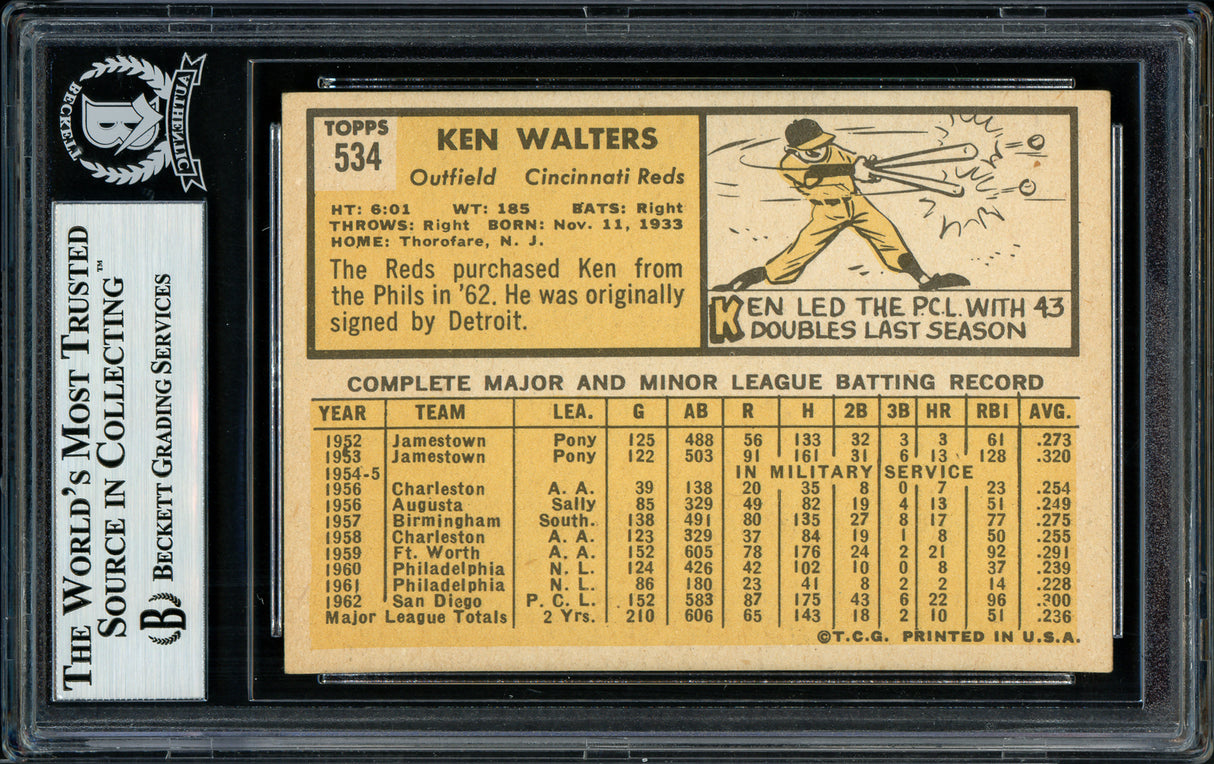 BECKETT
AUTHENTIC
B
THE WORLD'S MOST TRUSTED
SOURCE IN COLLECTING™
B BECKETT GRADING SERVICES
TOPPS
534
KEN WALTERS
Outfield Cincinnati Reds
HT: 6:01 WT: 185 BATS: Right
THROWS: Right BORN: Nov. 11, 1933
HOME: Thorofare, N. J.
The Reds purchased Ken from
the Phils in '62. He was originally
signed by Detroit.
KEN LED THE P.C.L. WITH 43
DOUBLES LAST SEASON
COMPLETE MAJOR AND MINOR LEAGUE BATTING RECORD
YEAR TEAM LEA. G AB R H 2B 3B HR RBI AVG.
1952 Jamestown Pony 125 488 56 133 32 3 3 61 .273
1953 Jamestown Pony 122 503 91 161 31 6 13 128 .320
1954-5 IN MILITARY SERVICE
1956 Charleston A. A. 39 138 20 35 8 0 7 23 .254
1956 Augusta Sally 85 329 49 82 19 4 13 51 .249
1957 Birmingham South. 138 491 80 135 27 8 17 77 .275
1958 Charleston A. A. 123 329 37 84 19 1 8 50 .255
1959 Ft. Worth A. A. 152 605 78 176 24 2 21 92 .291
1960 Philadelphia N. L. 124 426 42 102 10 0 8 37 .239
1961 Philadelphia N. L. 86 180 23 41 8 2 2 14 .228
1962 San Diego P. C. L. 152 583 87 175 43 6 22 96 .300
Major League Totals 2 Yrs. 210 606 65 143 18 2 10 51 .236
©T.C.G. PRINTED IN U.S.A.